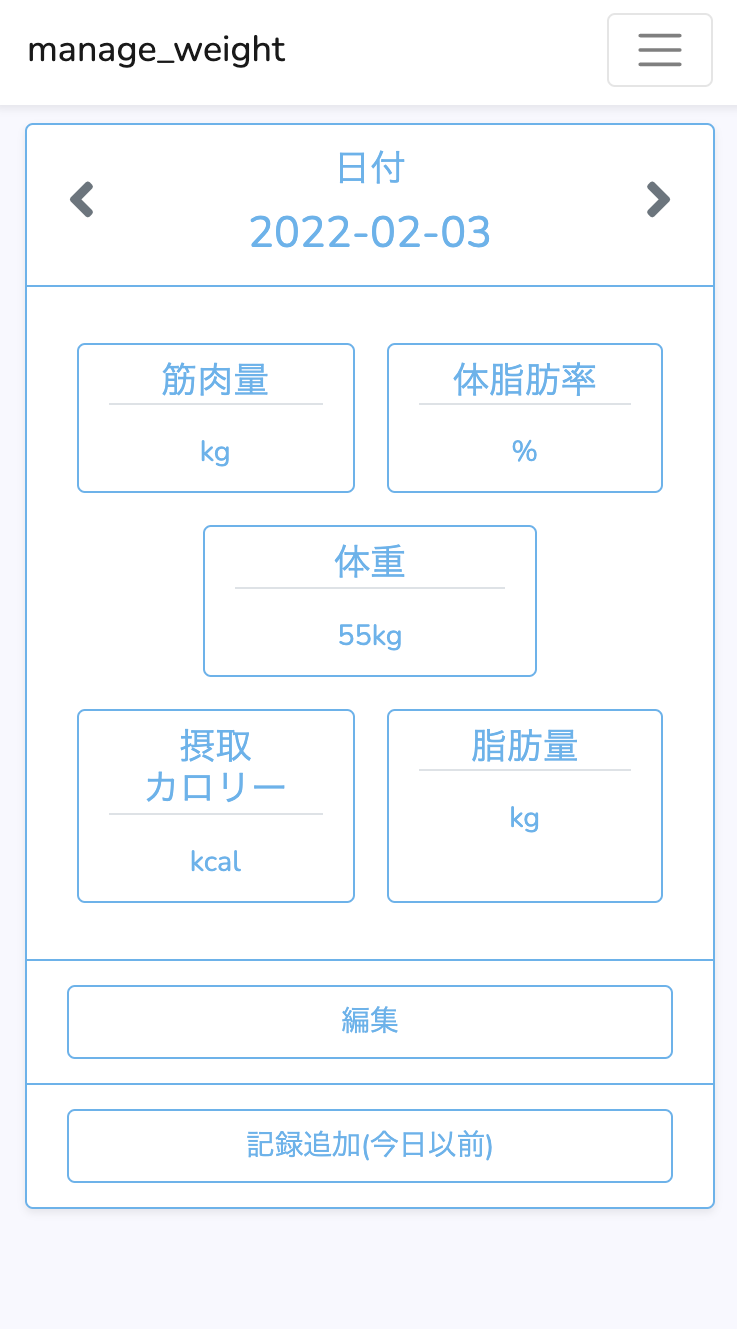 manage_weight
日付
2022-02-03
筋肉量
kg
体脂肪率
%
体重
55kg
摂取
カロリー
kcal
脂肪量
kg
編集
記録追加(今日以前)